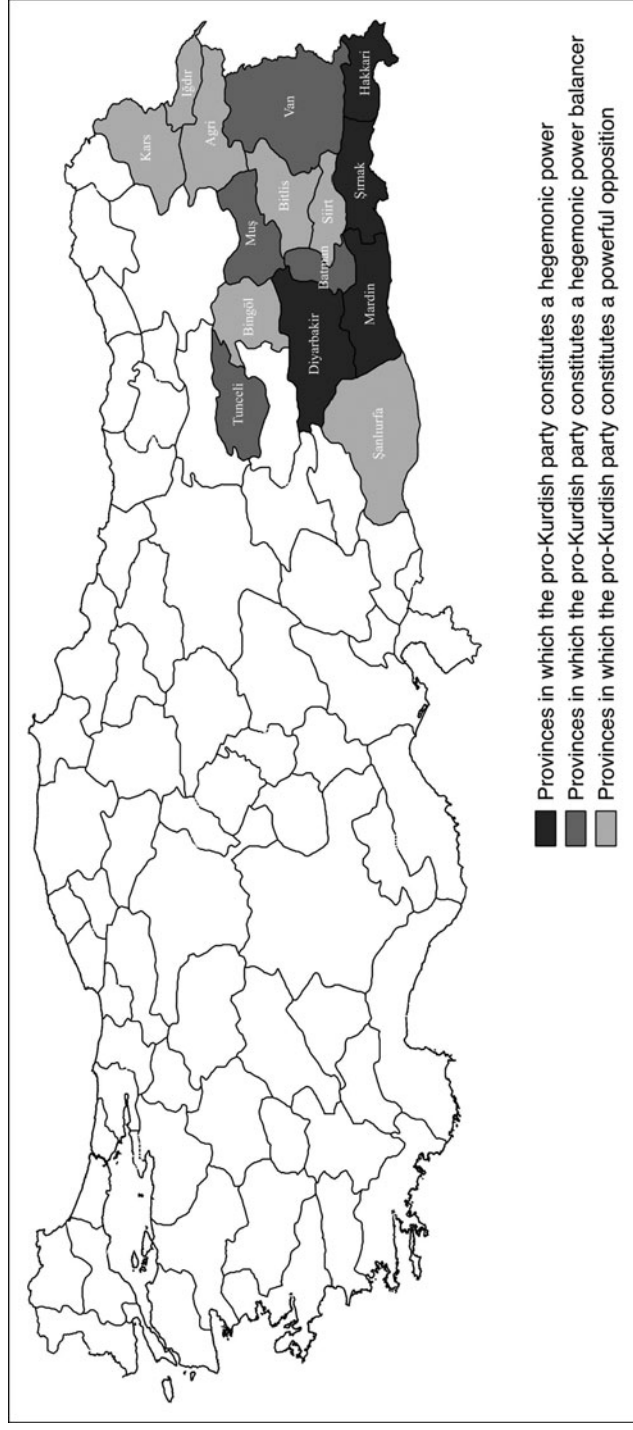 Kars
Iğdır
Agri
Van
Muş
Bitlis
Siirt
Hakkari
Şırnak
Batman
Bingöl
Tunceli
Diyarbakir
Mardin
Şanlıurfa
Provinces in which the pro-Kurdish party constitutes a hegemonic power
Provinces in which the pro-Kurdish party constitutes a hegemonic power balancer
Provinces in which the pro-Kurdish party constitutes a powerful opposition